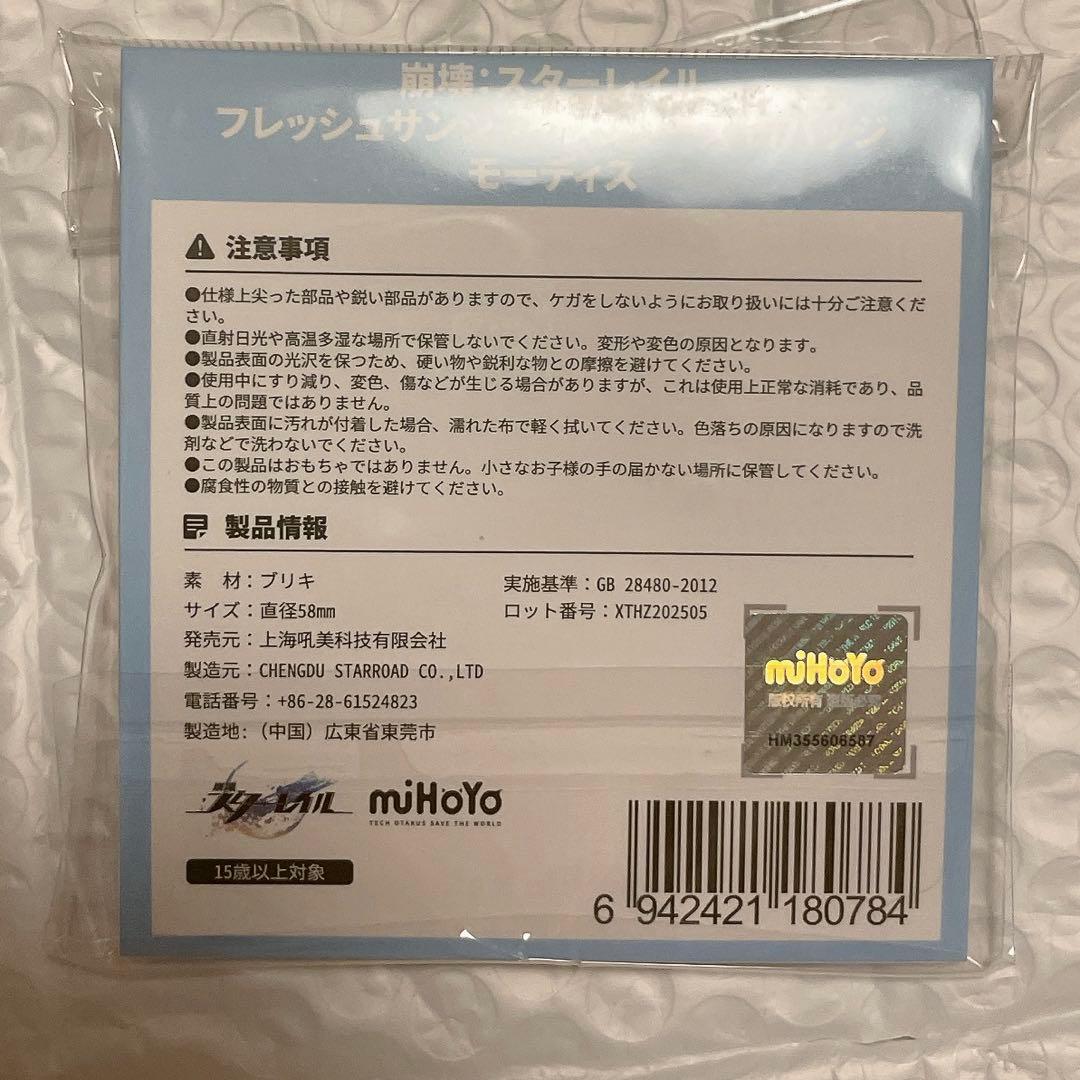 崩壊：スターレイル
フレッシュサン
モーディス
注意事項
●仕様上尖った部品や鋭い部品がありますので、ケガをしないようにお取り扱いには十分ご注意くだ
さい。
●直射日光や高温多湿な場所で保管しないでください。変形や変色の原因となります。
●製品表面の光沢を保つため、硬い物や鋭利な物との摩擦を避けてください。
●使用中にすり減り、変色、傷などが生じる場合がありますが、これは使用上正常な消耗であり、品
質上の問題ではありません。
●製品表面に汚れが付着した場合、濡れた布で軽く拭いてください。色落ちの原因になりますので洗
剤などで洗わないでください。
●この製品はおもちゃではありません。小さなお子様の手の届かない場所に保管してください。
●腐食性の物質との接触を避けてください。
製品情報
素　材：ブリキ
実施基準：GB 28480-2012
サイズ：直径58mm
ロット番号：XTHZ202505
発売元：上海吼美科技有限会社
製造元：CHENGDU STARROAD CO.,LTD
電話番号：+86-28-61524823
製造地:（中国）広東省東莞市
miHoYo
版权所有
HM355606587
崩壊
スターレイル
miHoYo
TECH OTAKUS SAVE THE WORLD
15歳以上対象
6 942421 180784